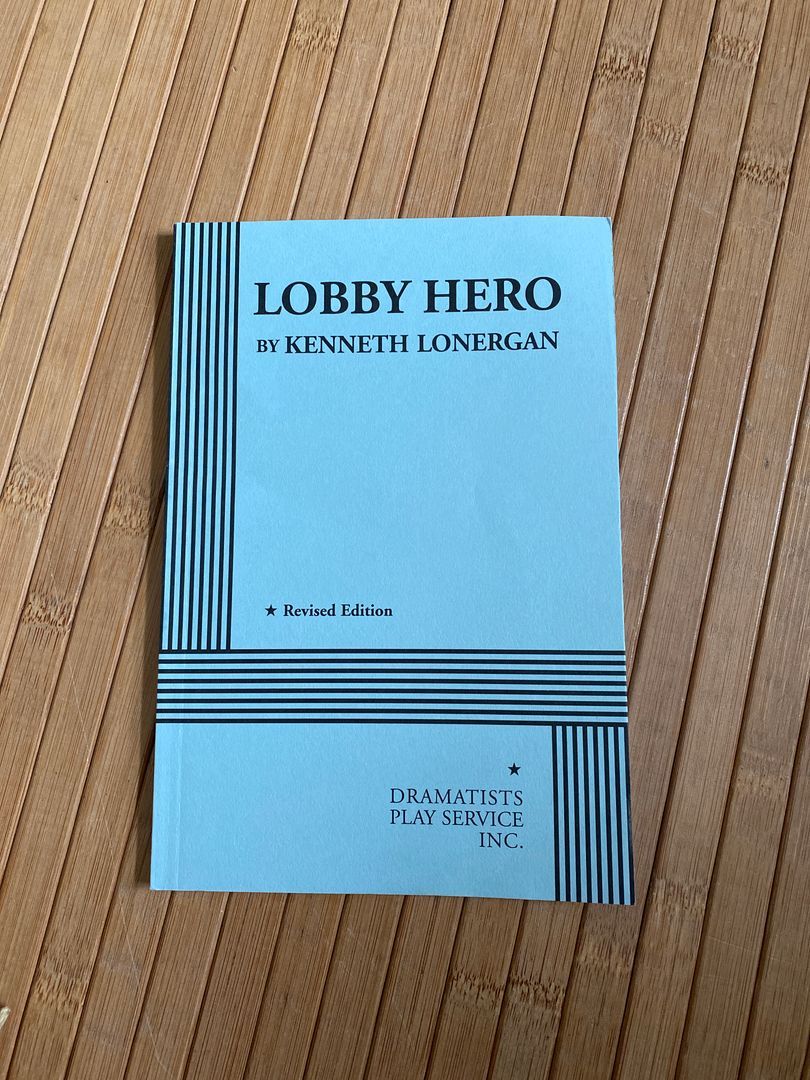 LOBBY HERO
BY KENNETH LONERGAN
★ Revised Edition
★
DRAMATISTS
PLAY SERVICE
INC.